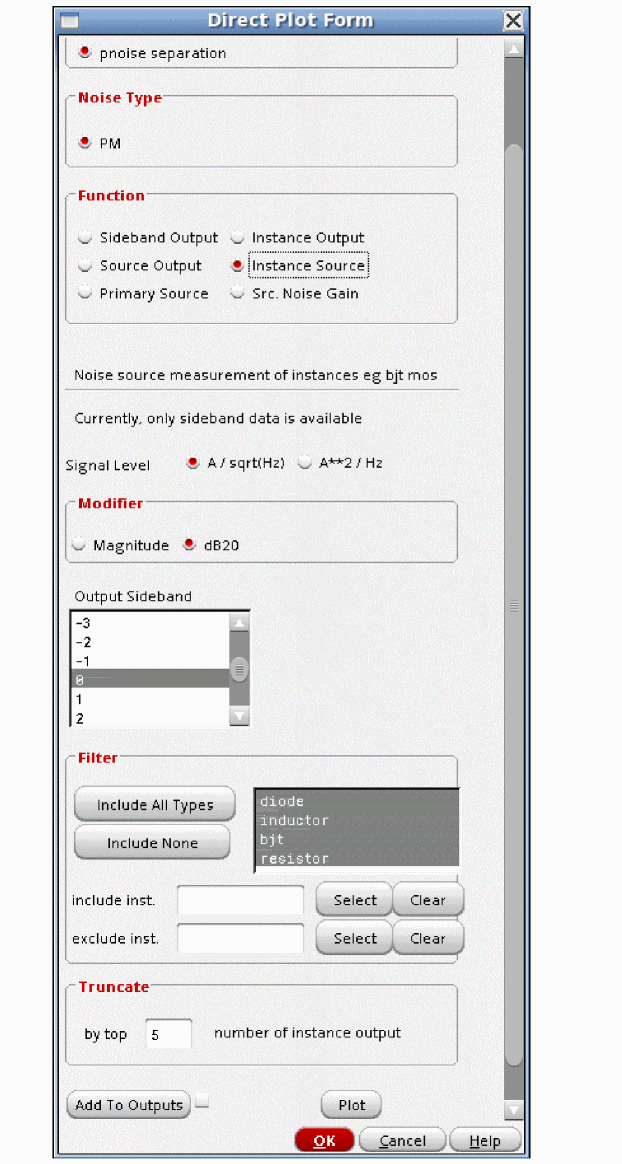 Direct Plot Form
pnoise separation
Noise Type
PM
Function
Sideband Output Instance Output
Source Output Instance Source
Primary Source Src. Noise Gain
Noise source measurement of instances eg bjt mos
Currently, only sideband data is available
Signal Level A / sqrt(Hz) A**2 / Hz
Modifier
Magnitude dB20
Output Sideband
-3
-2
-1
0
1
2
Filter
Include All Types
Include None
diode
inductor
bjt
resistor
include inst. Select Clear
exclude inst. Select Clear
Truncate
by top 5 number of instance output
Add To Outputs Plot
OK Cancel Help